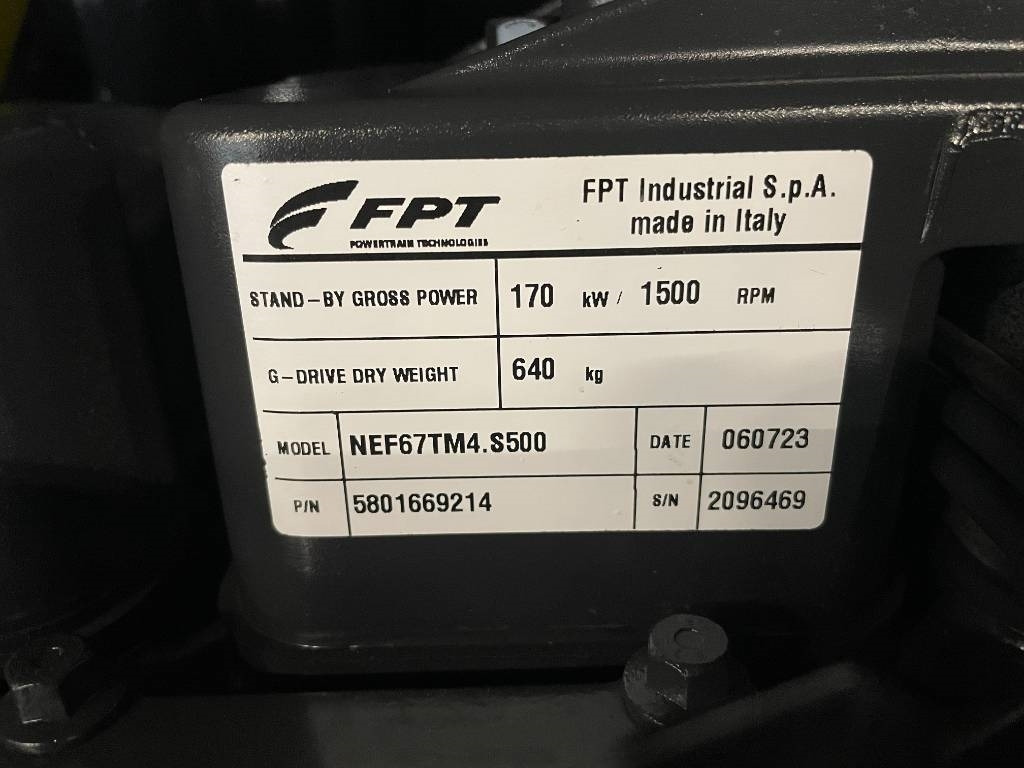 FPT
POWERTRAIN TECHNOLOGIES
FPT Industrial S.p.A.
made in Italy
STAND-BY GROSS POWER 170 kW / 1500 RPM
G-DRIVE DRY WEIGHT 640 kg
MODEL NEF67TM4.S500 DATE 060723
P/N 5801669214 S/N 2096469